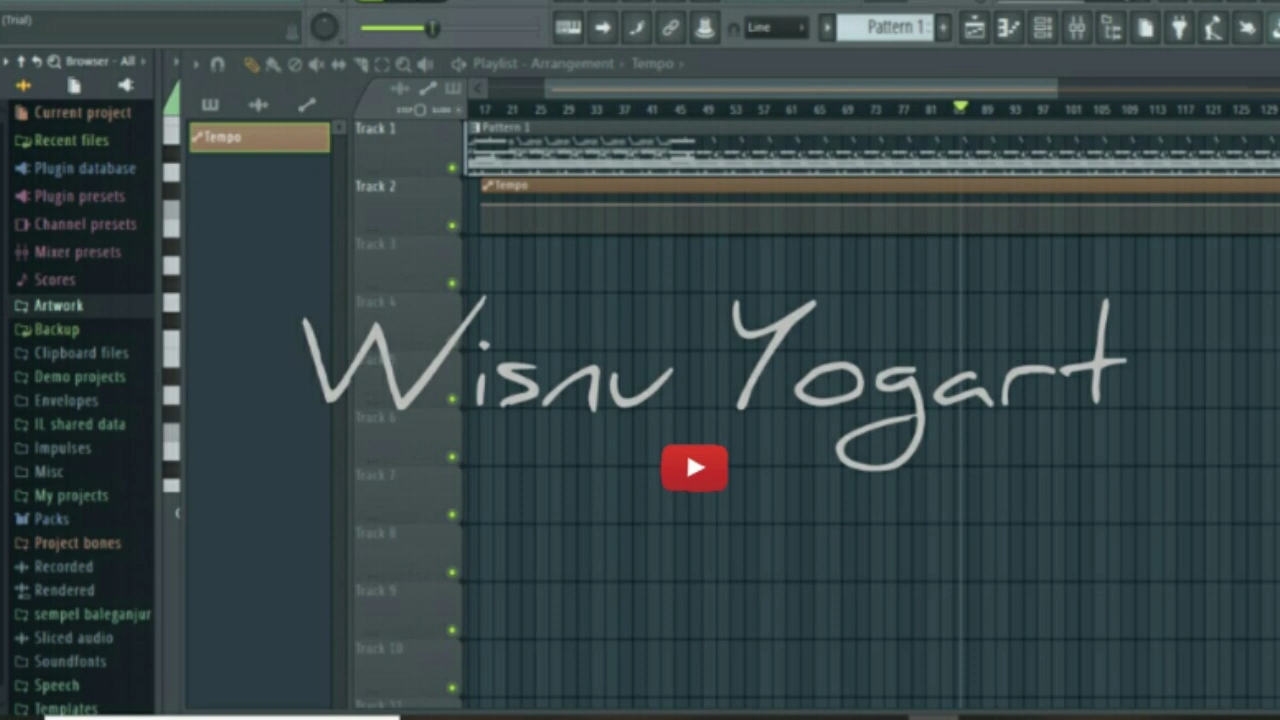 (Trial)
Line
Pattern 1
Browser - All
Playlist - Arrangement › Tempo ›
17 21 25 29 33 37 41 45 49 53 57 61 65 69 73 77 81 89 93 97 101 105 109 113 117 121 125 129
Current project
Recent files
Plugin database
Plugin presets
Channel presets
Mixer presets
Scores
Artwork
Backup
Clipboard files
Demo projects
Envelopes
IL shared data
Impulses
Misc
My projects
Packs
Project bones
Recorded
Rendered
sempel baleganjur
Sliced audio
Soundfonts
Speech
Templates
Tempo
Track 1
Pattern 1
Track 2
Tempo
Track 3
Track 4
Track 6
Track 7
Track 8
Track 9
Track 10
Track 11
Wisnu Yogart